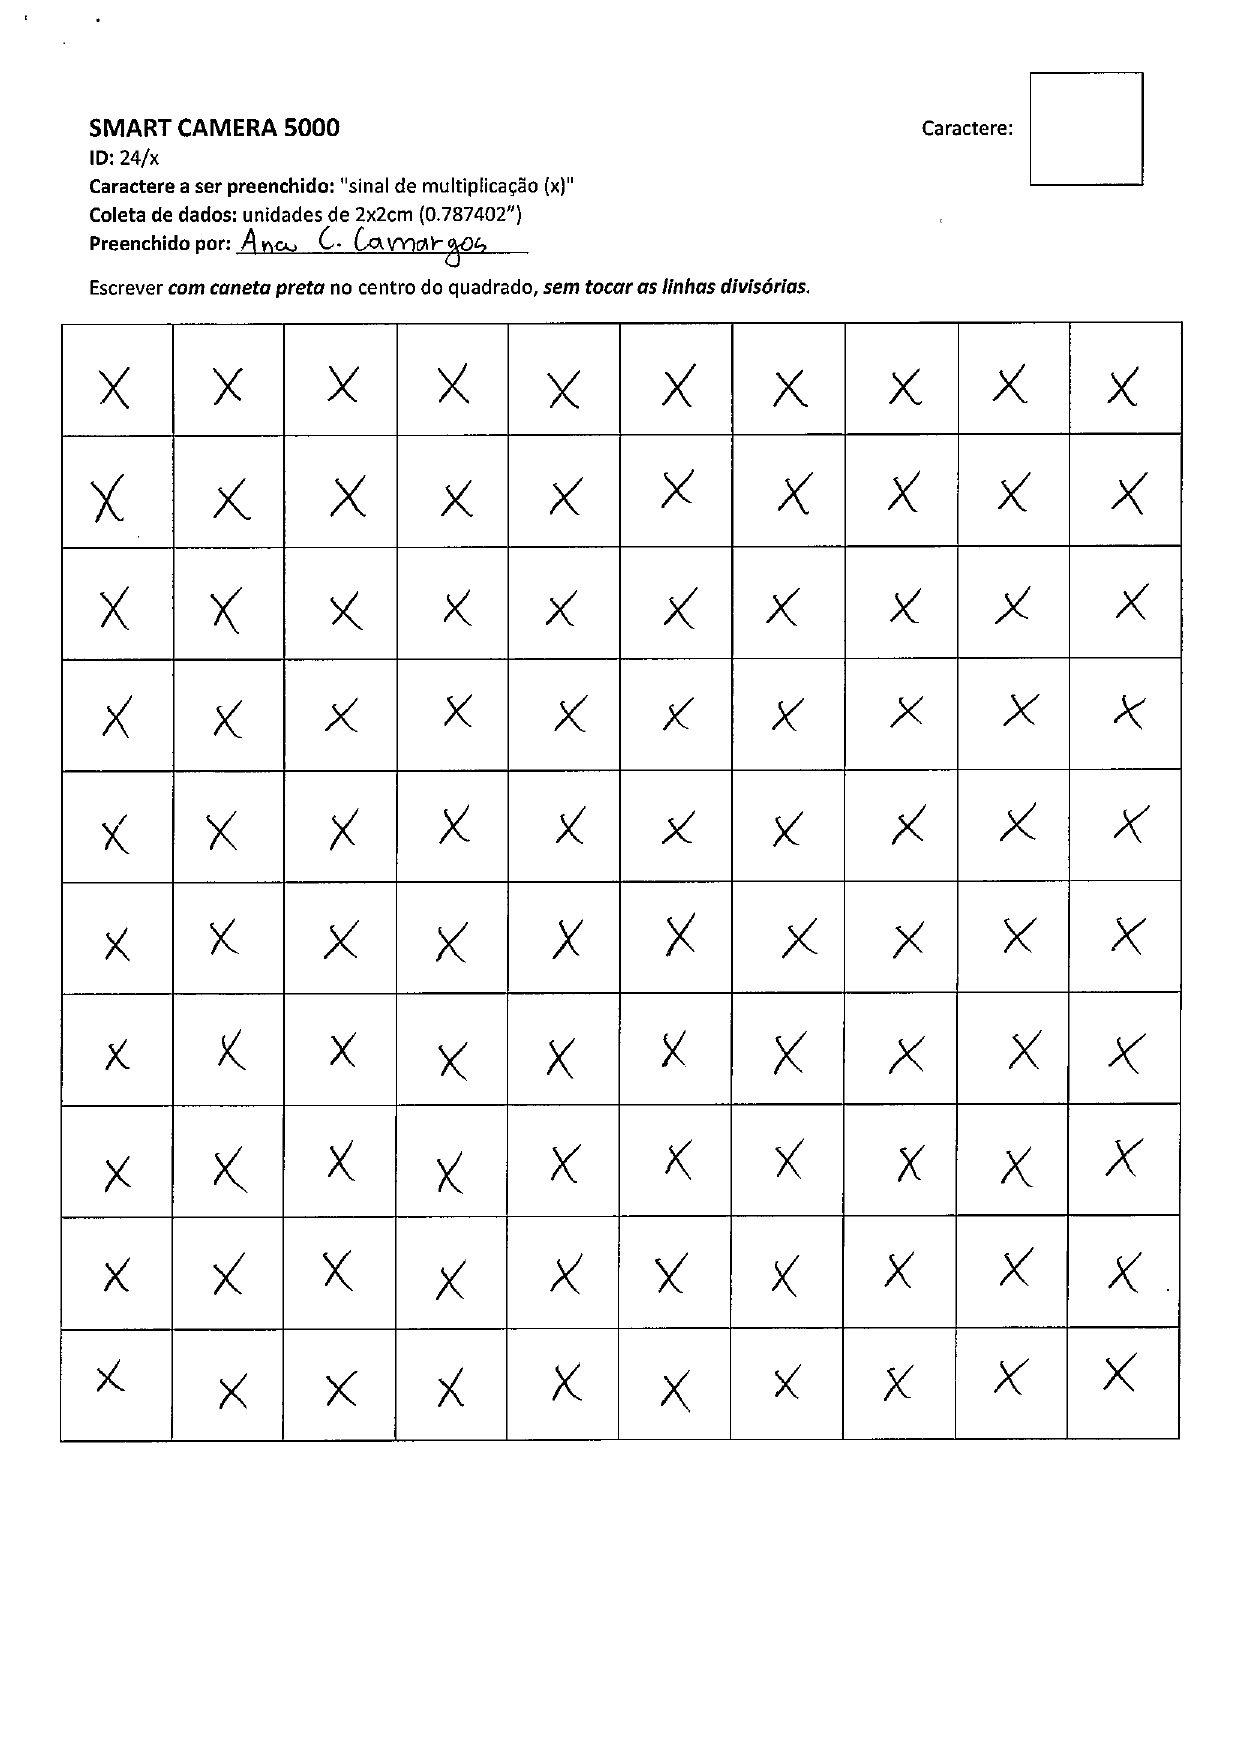 SMART CAMERA 5000
Caractere:
ID: 24/x
Caractere a ser preenchido: "sinal de multiplicação (x)"
Coleta de dados: unidades de 2x2cm (0.787402")
Preenchido por: Ana C. Camargos
Escrever com caneta preta no centro do quadrado, sem tocar as linhas divisórias.
X X X X X X X X X X
X X X X X X X X X X
X X X X X X X X X X
X X X X X X X X X X
X X X X X X X X X X
X X X X X X X X X X
X X X X X X X X X X
X X X X X X X X X X
X X X X X X X X X X
X X X X X X X X X X